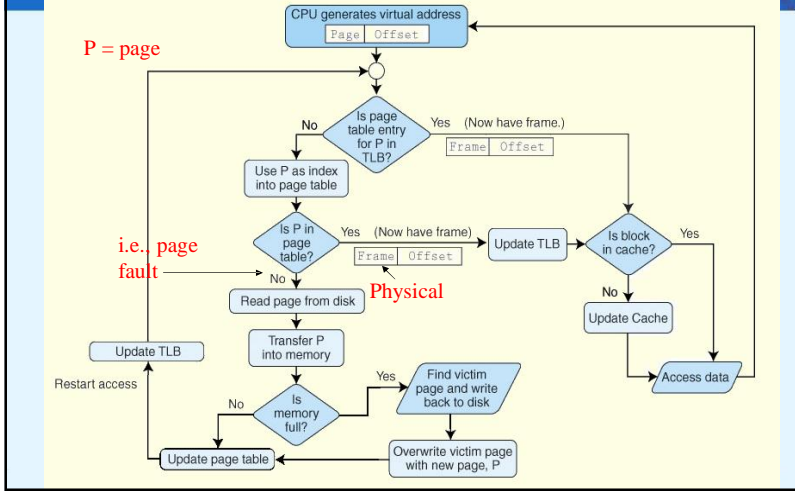 CPU generates virtual address
Page Offset
P = page
Is page
table entry
for P in
TLB?
No
Yes (Now have frame.)
Frame Offset
Use P as index
into page table
Is P in
page
table?
Yes (Now have frame)
Frame Offset
Physical
Update TLB
Is block
in cache?
Yes
No
Update Cache
Access data
i.e., page
fault
No
Read page from disk
Transfer P
into memory
Is
memory
full?
Yes
Find victim
page and write
back to disk
Overwrite victim page
with new page, P
No
Update page table
Restart access
Update TLB